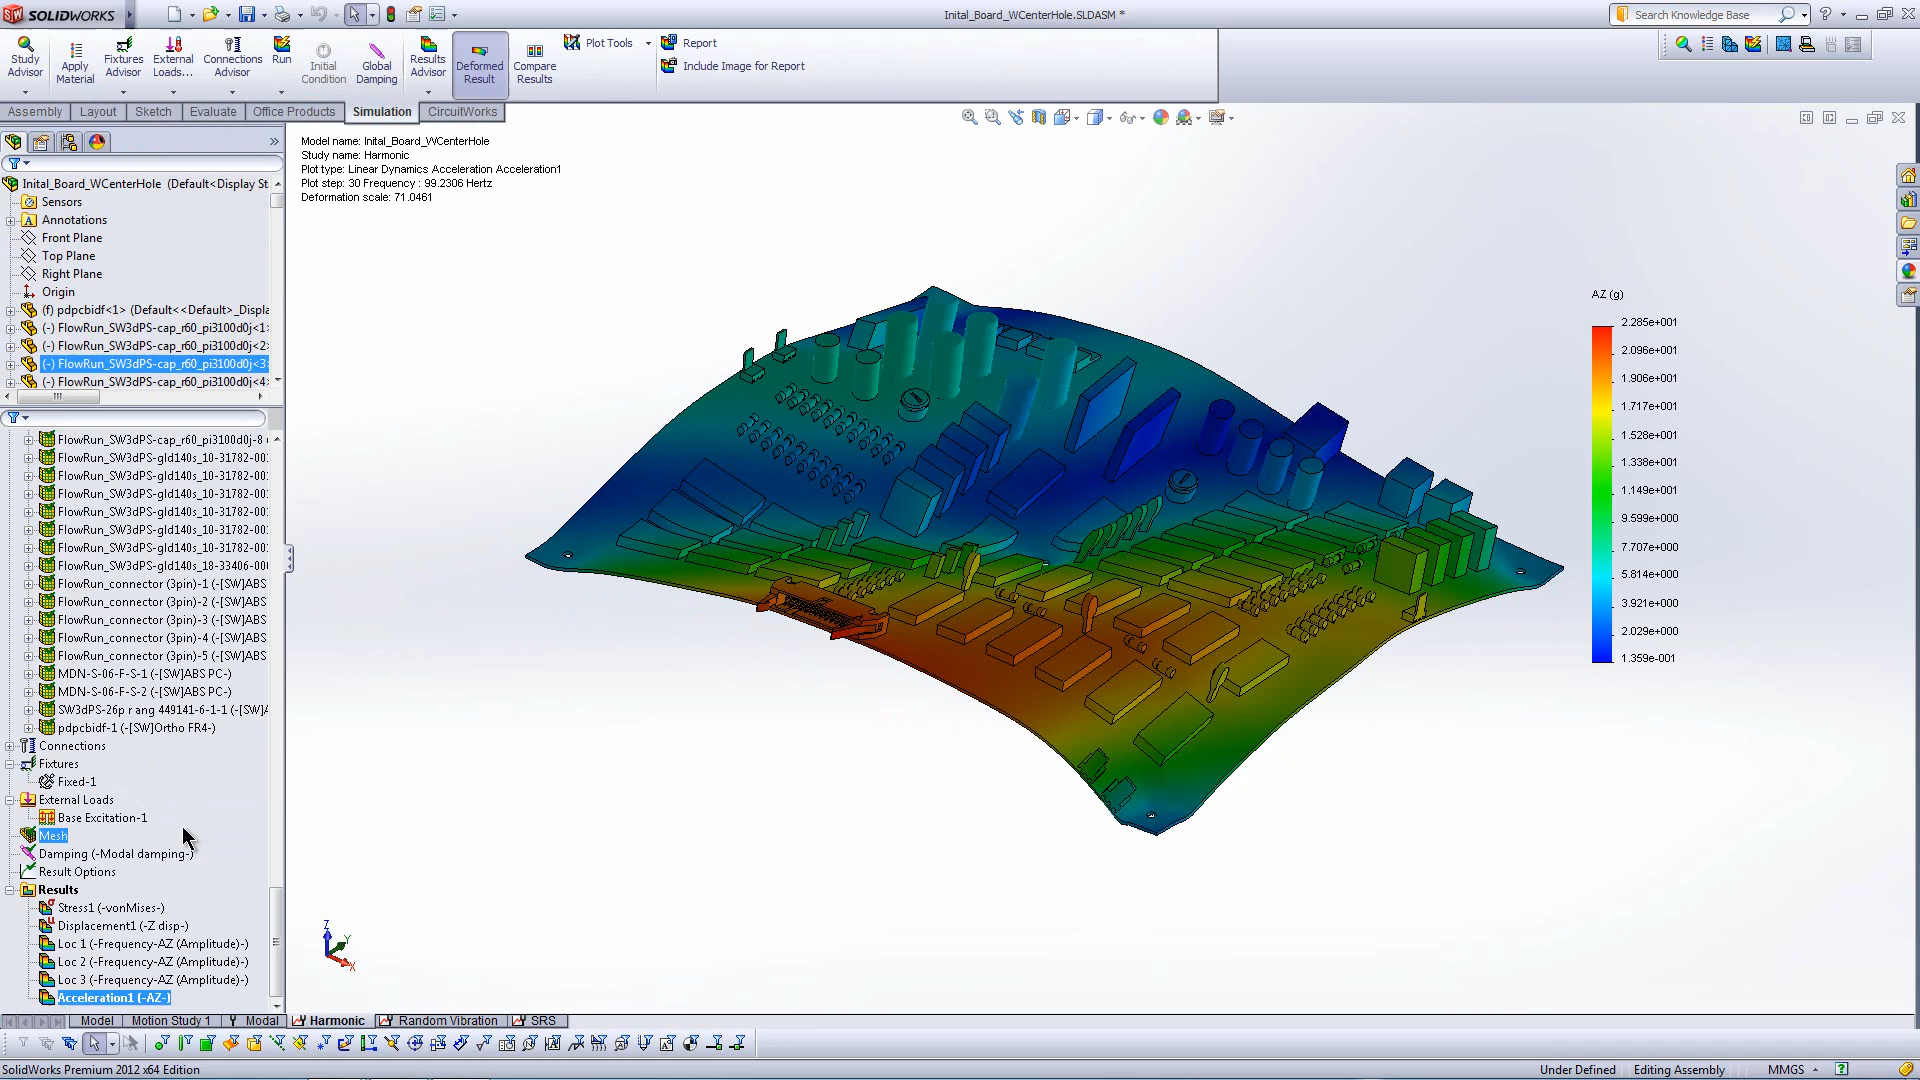 SOLIDWORKS
Inital_Board_WCenterHole.SLDASM *
Search Knowledge Base
Study Advisor
Apply Material
Fixtures Advisor
External Loads...
Connections Advisor
Run
Initial Condition
Global Damping
Results Advisor
Deformed Result
Compare Results
Plot Tools
Report
Include Image for Report
Assembly
Layout
Sketch
Evaluate
Office Products
Simulation
CircuitWorks
Inital_Board_WCenterHole (Default<Display St
Sensors
Annotations
Front Plane
Top Plane
Right Plane
Origin
(f) pdpcbidf<1> (Default<<Default>_Displa
(-) FlowRun_SW3dPS-cap_r60_pi3100d0j<1>
(-) FlowRun_SW3dPS-cap_r60_pi3100d0j<2>
(-) FlowRun_SW3dPS-cap_r60_pi3100d0j<3>
(-) FlowRun_SW3dPS-cap_r60_pi3100d0j<4>
FlowRun_SW3dPS-cap_r60_pi3100d0j-8
FlowRun_SW3dPS-gld140s_10-31782-00
FlowRun_SW3dPS-gld140s_10-31782-00
FlowRun_SW3dPS-gld140s_10-31782-00
FlowRun_SW3dPS-gld140s_10-31782-00
FlowRun_SW3dPS-gld140s_10-31782-00
FlowRun_SW3dPS-gld140s_10-31782-00
FlowRun_SW3dPS-gld140s_18-33406-00
FlowRun_connector (3pin)-1 (-[SW]ABS
FlowRun_connector (3pin)-2 (-[SW]ABS
FlowRun_connector (3pin)-3 (-[SW]ABS
FlowRun_connector (3pin)-4 (-[SW]ABS
FlowRun_connector (3pin)-5 (-[SW]ABS
MDN-S-06-F-S-1 (-[SW]ABS PC-)
MDN-S-06-F-S-2 (-[SW]ABS PC-)
SW3dPS-26p r ang 449141-6-1-1 (-[SW]A
pdpcbidf-1 (-[SW]Ortho FR4-)
Connections
Fixtures
Fixed-1
External Loads
Base Excitation-1
Mesh
Damping (-Modal damping-)
Result Options
Results
Stress1 (-vonMises-)
Displacement1 (-Z disp-)
Loc 1 (-Frequency-AZ (Amplitude)-)
Loc 2 (-Frequency-AZ (Amplitude)-)
Loc 3 (-Frequency-AZ (Amplitude)-)
Acceleration1 (-AZ-)
Model name: Inital_Board_WCenterHole
Study name: Harmonic
Plot type: Linear Dynamics Acceleration Acceleration1
Plot step: 30 Frequency : 99.2306 Hertz
Deformation scale: 71.0461
AZ (g)
2.285e+001
2.096e+001
1.906e+001
1.717e+001
1.528e+001
1.338e+001
1.149e+001
9.599e+000
7.707e+000
5.814e+000
3.921e+000
2.029e+000
1.359e-001
Z
Y
X
Model
Motion Study 1
Modal
Harmonic
Random Vibration
SRS
SolidWorks Premium 2012 x64 Edition
Under Defined
Editing Assembly
MMGS